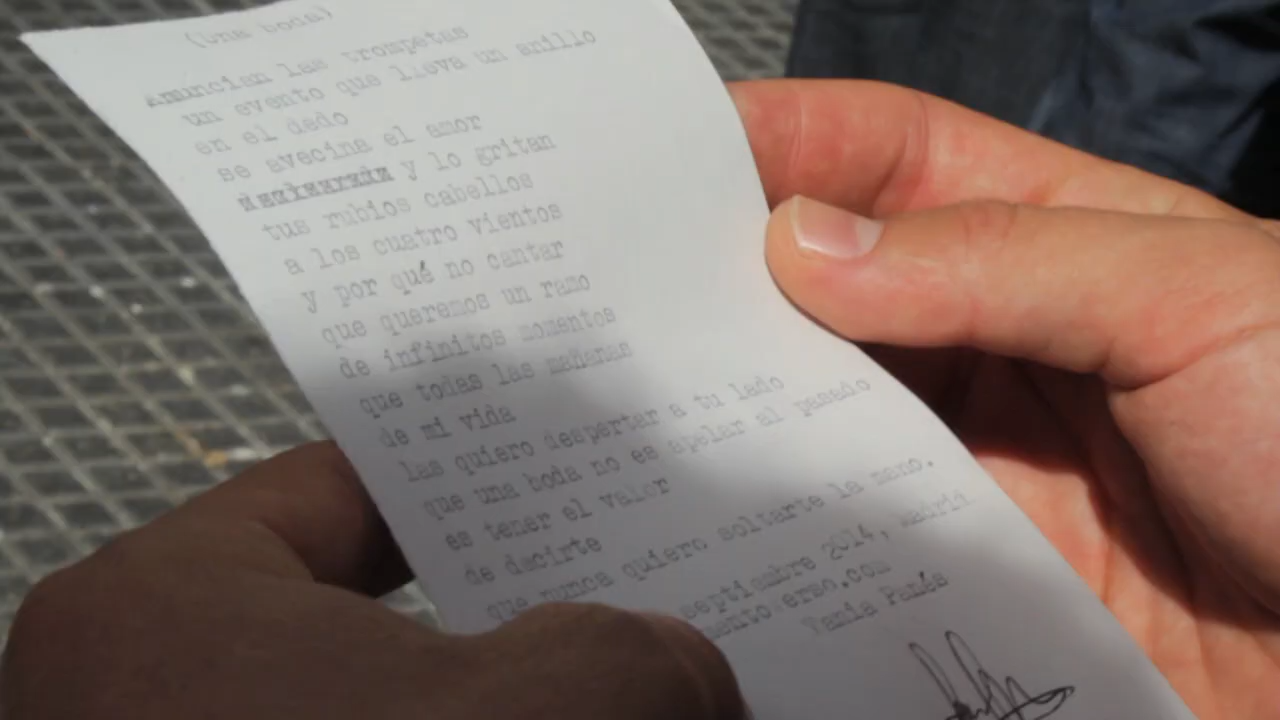 (una boda)
Anuncian las trompetas
un evento que lleva un anillo
en el dedo
se avecina el amor
y lo gritan
tus rubios cabellos
a los cuatro vientos
y por qué no cantar
que queremos un ramo
de infinitos momentos
que todas las mañanas
de mi vida
las quiero despertar a tu lado
que una boda no es apelar al pasado
es tener el valor
de decirte
que nunca quiero soltarte la mano.
septiembre 2014, Madrid
erso.com
Vania Panés